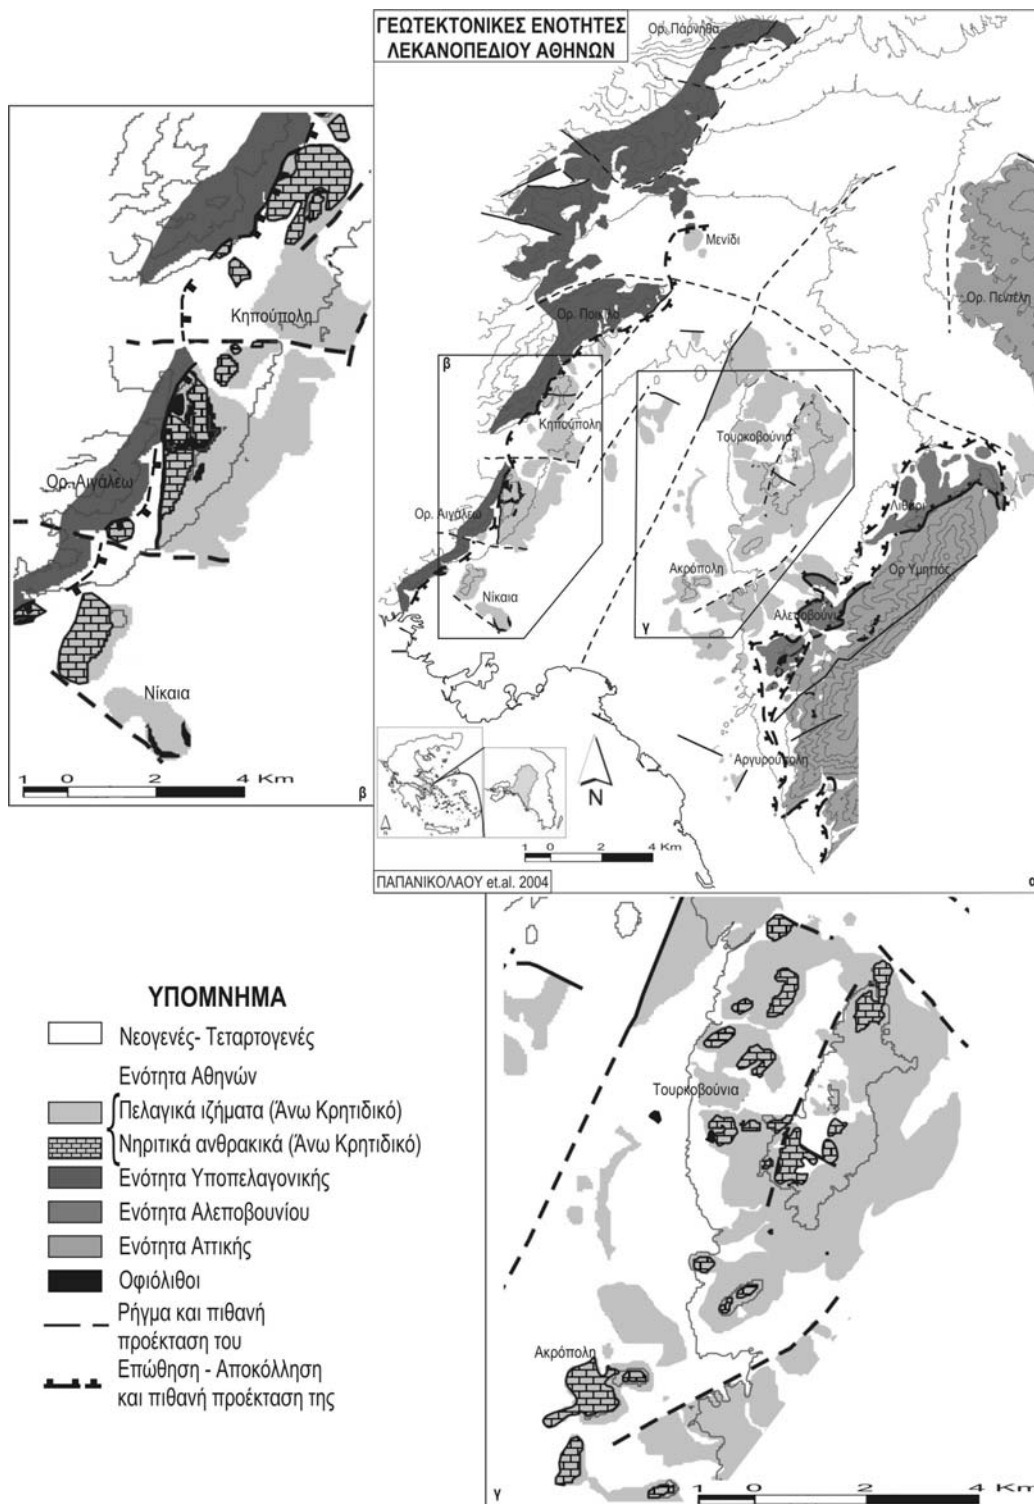 ΓΕΩΤΕΚΤΟΝΙΚΕΣ ΕΝΟΤΗΤΕΣ
ΛΕΚΑΝΟΠΕΔΙΟΥ ΑΘΗΝΩΝ
Ορ. Πάρνηθα
Μενίδι
Ορ. Πεντέλη
Ορ. Ποικίλο
β
Κηπούπολη
Τουρκοβούνια
Ορ. Αιγάλεω
Λιθάρι
Ακρόπολη
Ορ Υμηττός
Νίκαια
Αλεποβούνι
γ
Αργυρούπολη
N
N
1 0 2 4 Km
ΠΑΠΑΝΙΚΟΛΑΟΥ et.al. 2004
α
Κηπούπολη
Ορ. Αιγάλεω
Νίκαια
1 0 2 4 Km
β
Τουρκοβούνια
Ακρόπολη
γ
1 0 2 4 Km
ΥΠΟΜΝΗΜΑ
Νεογενές- Τεταρτογενές
Ενότητα Αθηνών
Πελαγικά ιζήματα (Άνω Κρητιδικό)
Νηριτικά ανθρακικά (Άνω Κρητιδικό)
Ενότητα Υποπελαγονικής
Ενότητα Αλεποβουνίου
Ενότητα Αττικής
Οφιόλιθοι
Ρήγμα και πιθανή
προέκταση του
Επώθηση - Αποκόλληση
και πιθανή προέκταση της